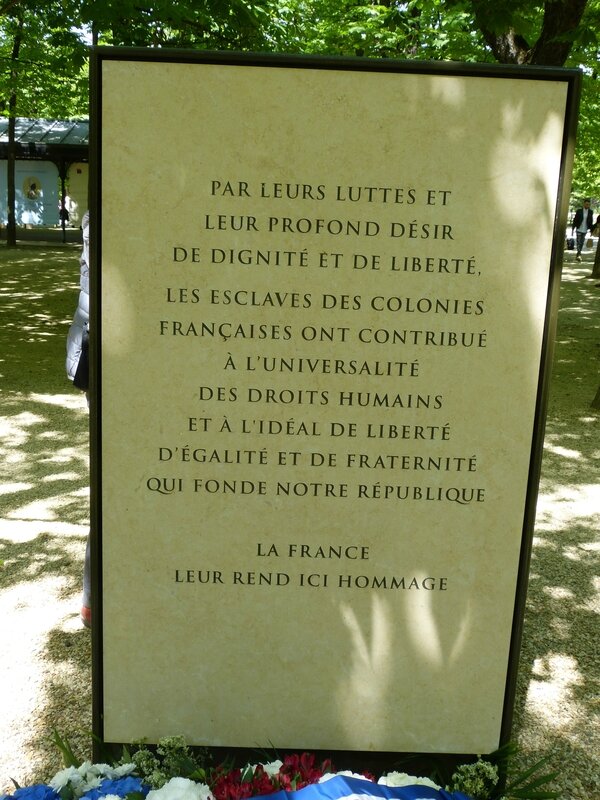 PAR LEURS LUTTES ET
LEUR PROFOND DÉSIR
DE DIGNITÉ ET DE LIBERTÉ,
LES ESCLAVES DES COLONIES
FRANÇAISES ONT CONTRIBUÉ
À L'UNIVERSALITÉ
DES DROITS HUMAINS
ET À L'IDÉAL DE LIBERTÉ
D'ÉGALITÉ ET DE FRATERNITÉ
QUI FONDE NOTRE RÉPUBLIQUE
LA FRANCE
LEUR REND ICI HOMMAGE